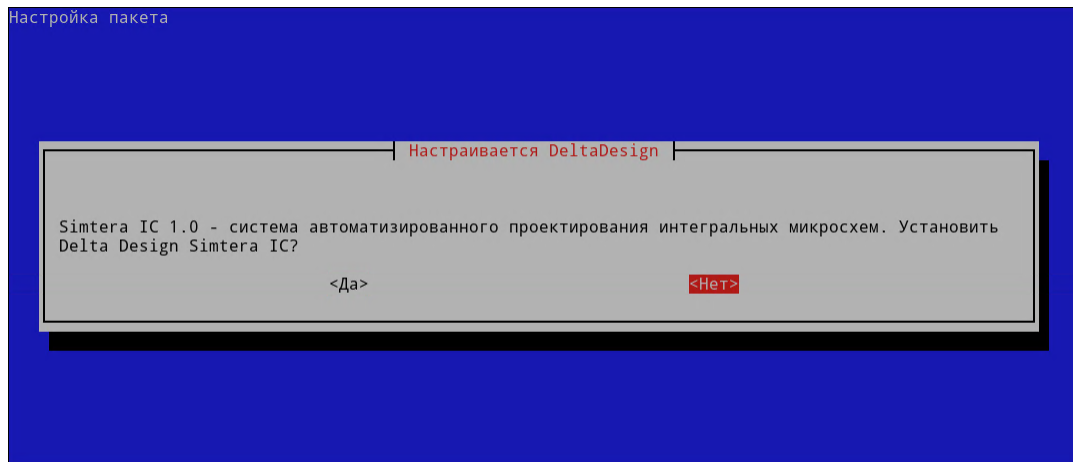 Настройка пакета
Настраивается DeltaDesign
Simtera IC 1.0 - система автоматизированного проектирования интегральных микросхем. Установить
Delta Design Simtera IC?
<Да> <Нет>